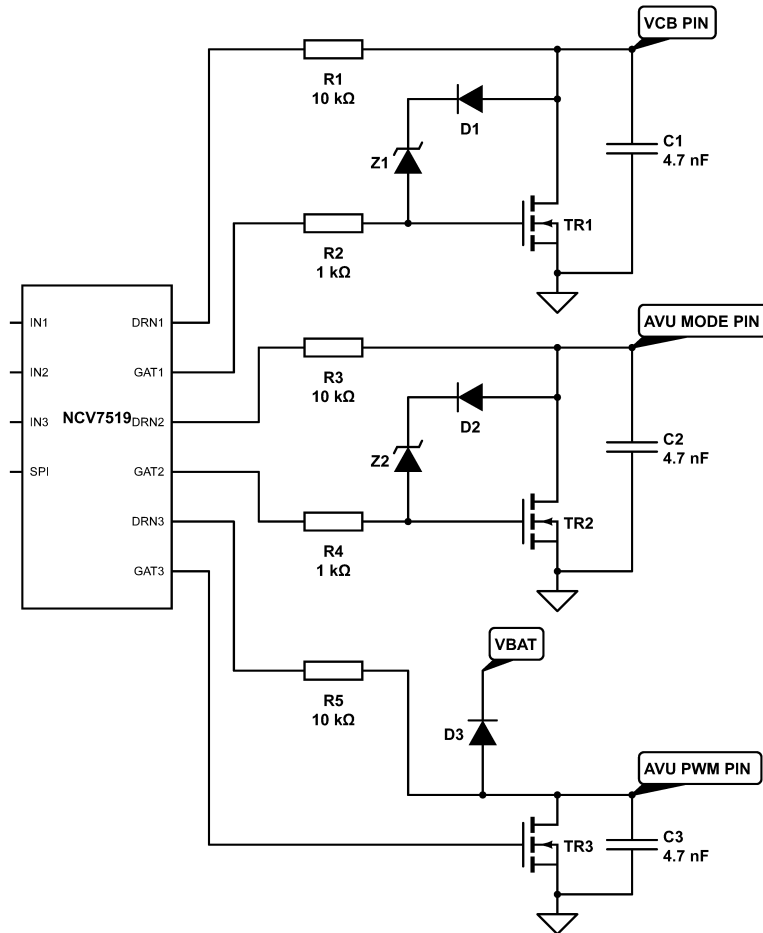 VCB PIN
R1
10 kΩ
D1
C1
4.7 nF
Z1
R2
1 kΩ
TR1
IN1
DRN1
AVU MODE PIN
IN2
GAT1
R3
10 kΩ
D2
IN3
NCV7519
DRN2
C2
4.7 nF
Z2
SPI
GAT2
DRN3
R4
1 kΩ
TR2
GAT3
VBAT
R5
10 kΩ
D3
AVU PWM PIN
TR3
C3
4.7 nF